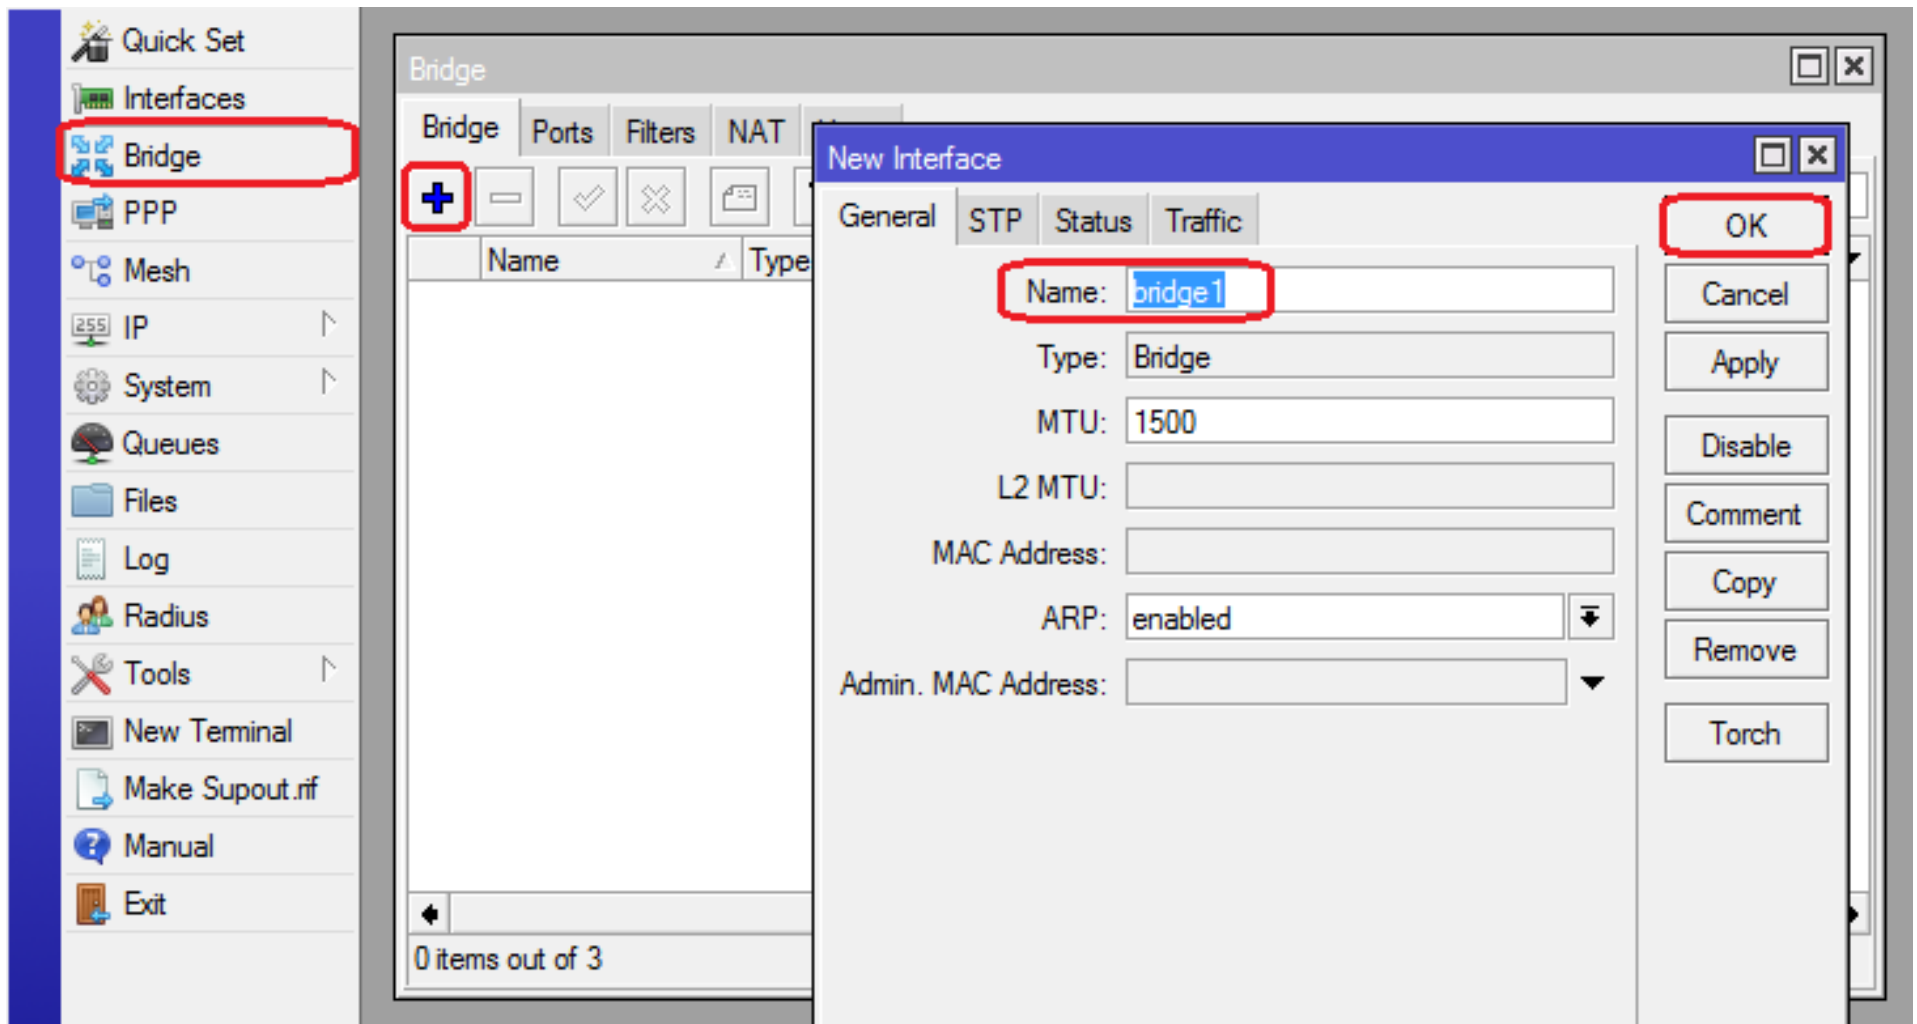 Quick Set
Interfaces
Bridge
PPP
Mesh
255 IP
System
Queues
Files
Log
Radius
Tools
New Terminal
Make Supout.rif
Manual
Exit
Bridge
Bridge Ports Filters NAT
Name Type
0 items out of 3
New Interface
General STP Status Traffic
Name: bridge1
Type: Bridge
MTU: 1500
L2 MTU:
MAC Address:
ARP: enabled
Admin. MAC Address:
OK
Cancel
Apply
Disable
Comment
Copy
Remove
Torch